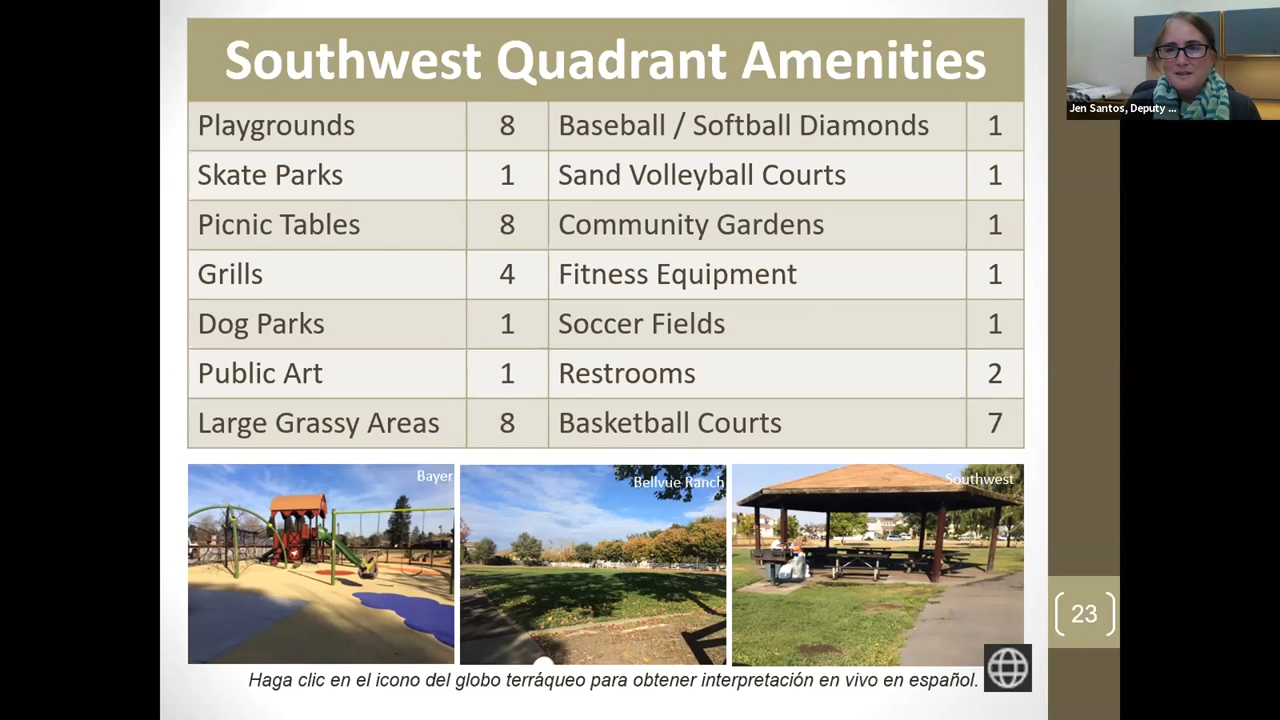 Southwest Quadrant Amenities
Playgrounds 8 Baseball / Softball Diamonds 1
Skate Parks 1 Sand Volleyball Courts 1
Picnic Tables 8 Community Gardens 1
Grills 4 Fitness Equipment 1
Dog Parks 1 Soccer Fields 1
Public Art 1 Restrooms 2
Large Grassy Areas 8 Basketball Courts 7
Bayer
Bellvue Ranch
Southwest
Haga clic en el icono del globo terráqueo para obtener interpretación en vivo en español.
23
Jen Santos, Deputy ...